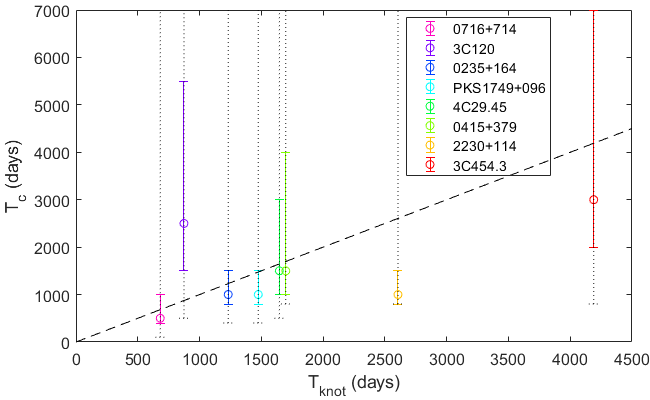 7000
6000
5000
4000
3000
2000
1000
0
T_c (days)
0716+714
3C120
0235+164
PKS1749+096
4C29.45
0415+379
2230+114
3C454.3
0 500 1000 1500 2000 2500 3000 3500 4000 4500
T_knot (days)